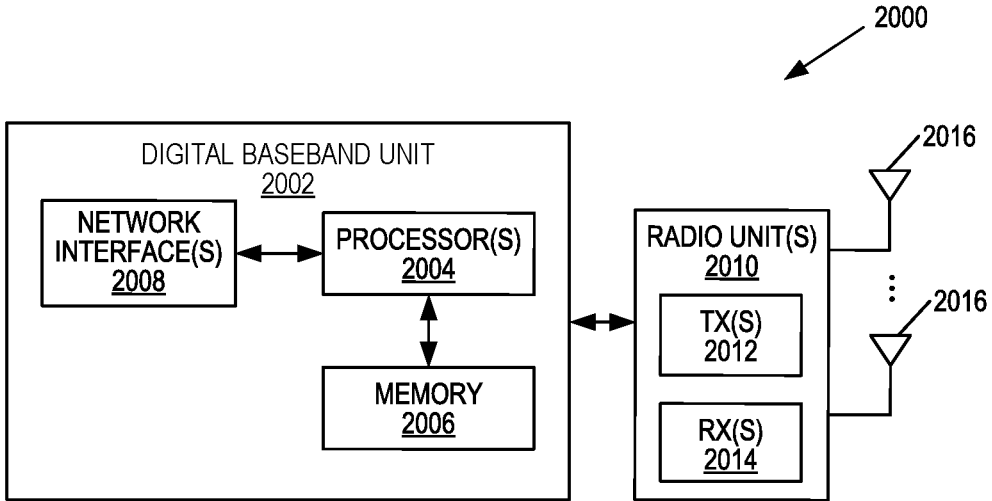 2000
DIGITAL BASEBAND UNIT
2002
NETWORK
INTERFACE(S)
2008
PROCESSOR(S)
2004
MEMORY
2006
RADIO UNIT(S)
2010
TX(S)
2012
RX(S)
2014
2016
2016